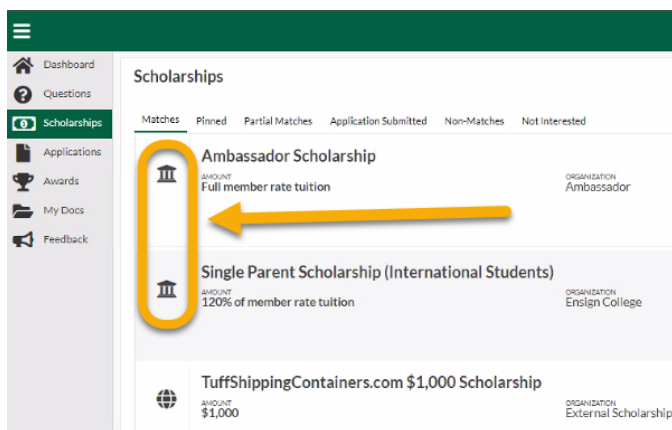 Dashboard
Questions
Scholarships
Applications
Awards
My Docs
Feedback
Scholarships
Matches Pinned Partial Matches Application Submitted Non-Matches Not Interested
Ambassador Scholarship
AMOUNT ORGANIZATION
Full member rate tuition Ambassador
Single Parent Scholarship (International Students)
AMOUNT ORGANIZATION
120% of member rate tuition Ensign College
TuffShippingContainers.com $1,000 Scholarship
AMOUNT ORGANIZATION
$1,000 External Scholarship